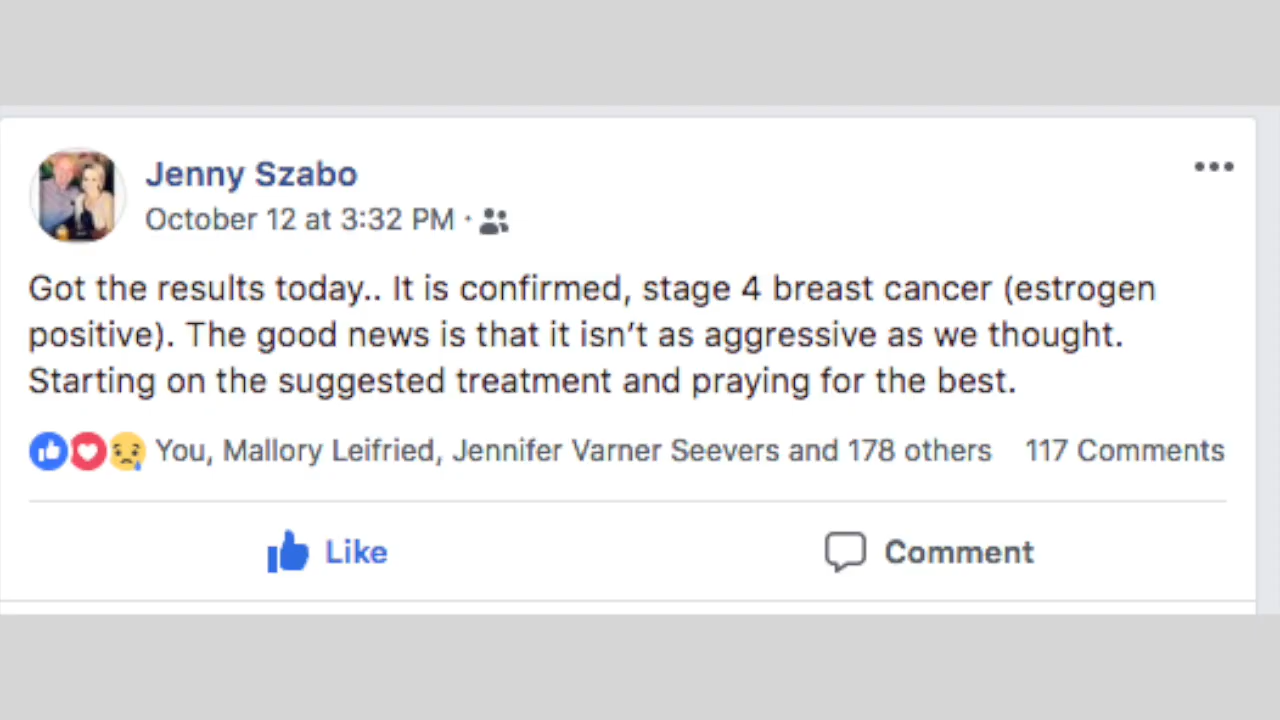 Jenny Szabo
October 12 at 3:32 PM ·
Got the results today.. It is confirmed, stage 4 breast cancer (estrogen
positive). The good news is that it isn’t as aggressive as we thought.
Starting on the suggested treatment and praying for the best.
You, Mallory Leifried, Jennifer Varner Seevers and 178 others 117 Comments
Like Comment